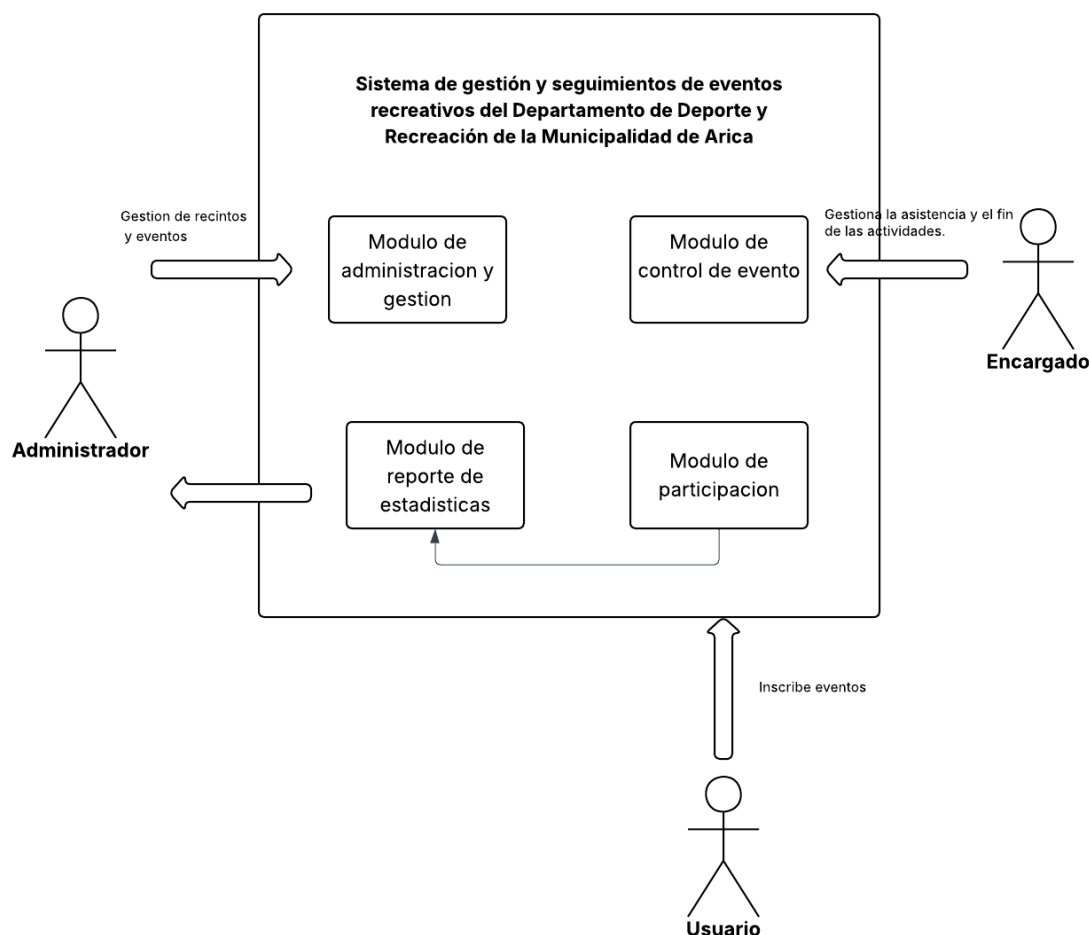 Sistema de gestión y seguimientos de eventos
recreativos del Departamento de Deporte y
Recreación de la Municipalidad de Arica
Gestion de recintos
y eventos
Modulo de
administracion y
gestion
Modulo de
control de evento
Gestiona la asistencia y el fin
de las actividades.
Encargado
Administrador
Modulo de
reporte de
estadisticas
Modulo de
participacion
Inscribe eventos
Usuario